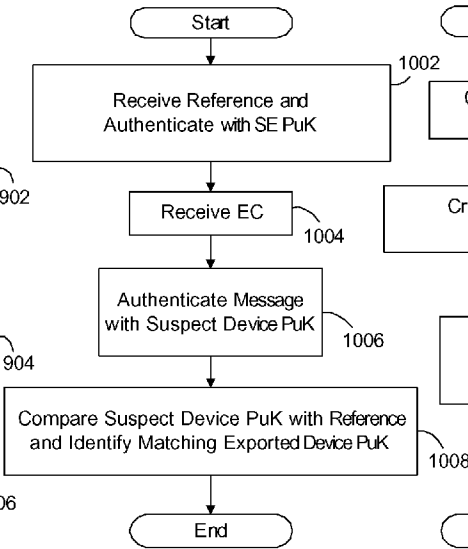 Start
1002
Receive Reference and
Authenticate with SE PuK
902
Receive EC
1004
Cr
Authenticate Message
with Suspect Device PuK
1006
904
Compare Suspect Device PuK with Reference
and Identify Matching Exported Device PuK
1008
End